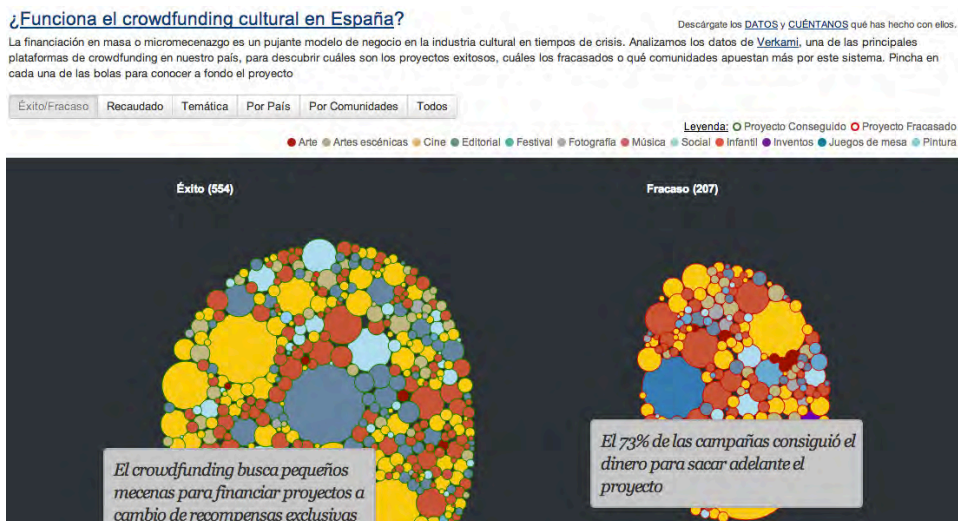 ¿Funciona el crowdfunding cultural en España?
Descárgate los DATOS y CUÉNTANOS qué has hecho con ellos.
La financiación en masa o micromecenazgo es un pujante modelo de negocio en la industria cultural en tiempos de crisis. Analizamos los datos de Verkami, una de las principales
plataformas de crowdfunding en nuestro país, para descubrir cuáles son los proyectos exitosos, cuáles los fracasados o qué comunidades apuestan más por este sistema. Pincha en
cada una de las bolas para conocer a fondo el proyecto
Éxito/Fracaso Recaudado Temática Por País Por Comunidades Todos
Leyenda: Proyecto Conseguido Proyecto Fracasado
Arte Artes escénicas Cine Editorial Festival Fotografía Música Social Infantil Inventos Juegos de mesa Pintura
Éxito (554) Fracaso (207)
El 73% de las campañas consiguió el
dinero para sacar adelante el
proyecto
El crowdfunding busca pequeños
mecenas para financiar proyectos a
cambio de recompensas exclusivas